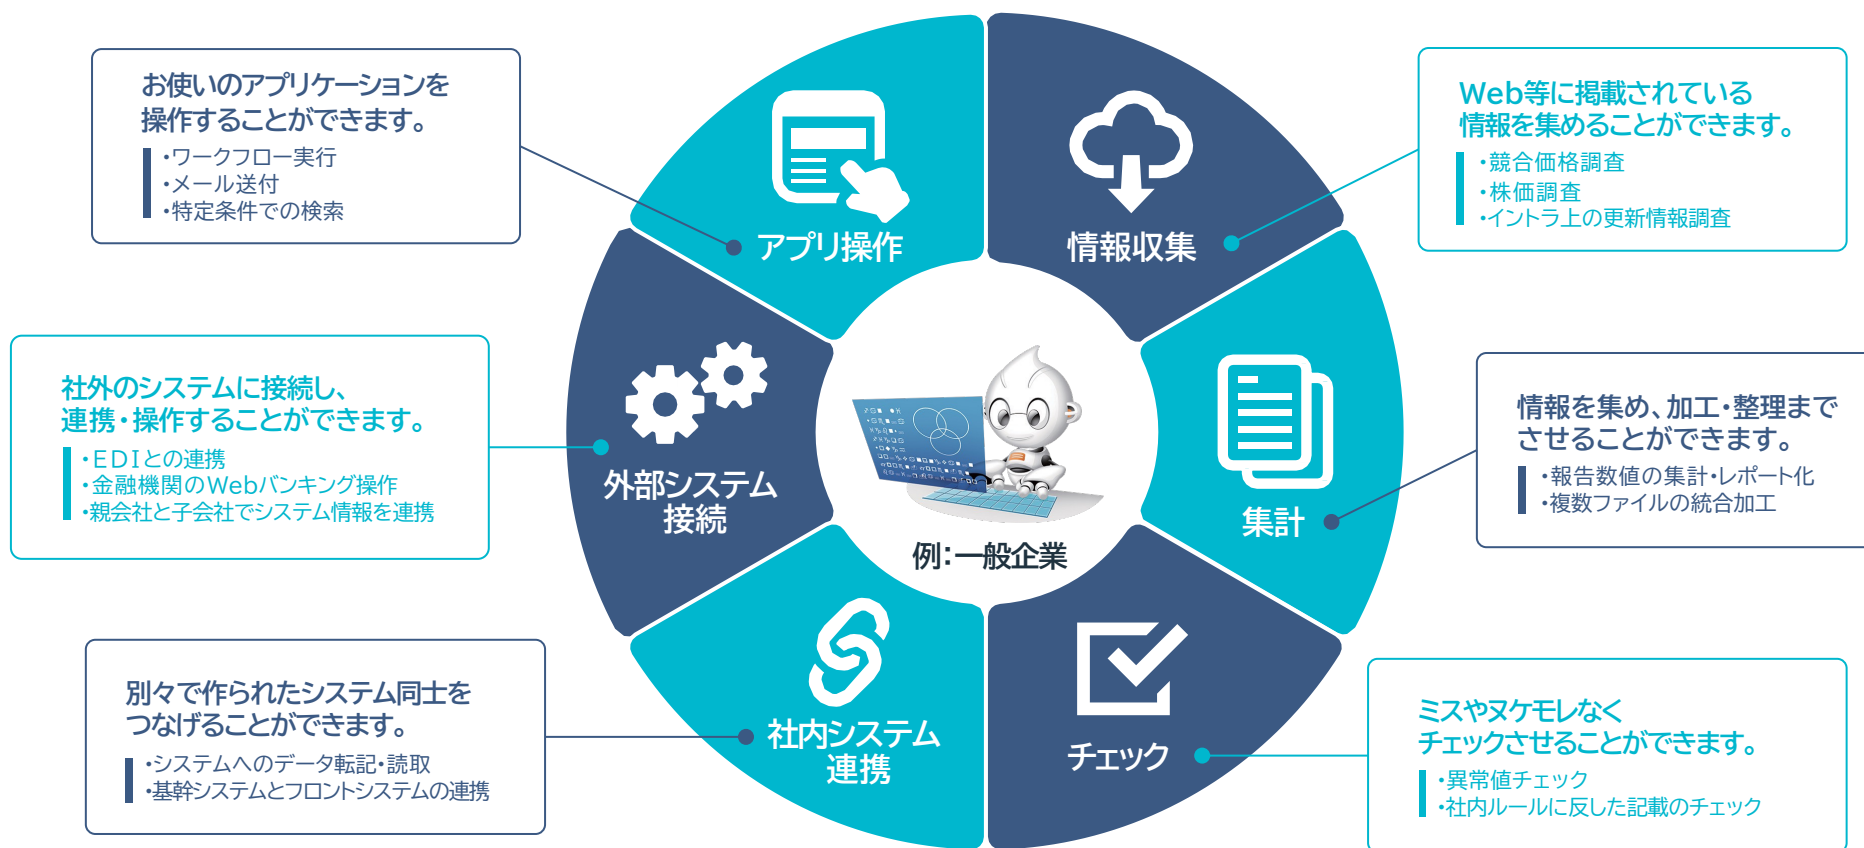 お使いのアプリケーションを
操作することができます。
・ワークフロー実行
・メール送付
・特定条件での検索
アプリ操作
情報収集
Web等に掲載されている
情報を集めることができます。
・競合価格調査
・株価調査
・イントラ上の更新情報調査
社外のシステムに接続し、
連携・操作することができます。
・EDIとの連携
・金融機関のWebバンキング操作
・親会社と子会社でシステム情報を連携
外部システム
接続
例：一般企業
集計
情報を集め、加工・整理まで
させることができます。
・報告数値の集計・レポート化
・複数ファイルの統合加工
別々で作られたシステム同士を
つなげることができます。
・システムへのデータ転記・読取
・基幹システムとフロントシステムの連携
社内システム
連携
チェック
ミスやヌケモレなく
チェックさせることができます。
・異常値チェック
・社内ルールに反した記載のチェック